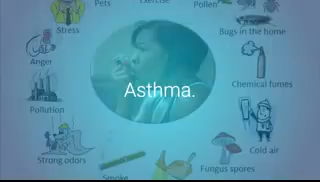 Pets
Exercise
Pollen
Stress
Bugs in the home
Anger
Asthma.
Chemical fumes
Pollution
Cold air
Strong odors
Fungus spores
Smoke